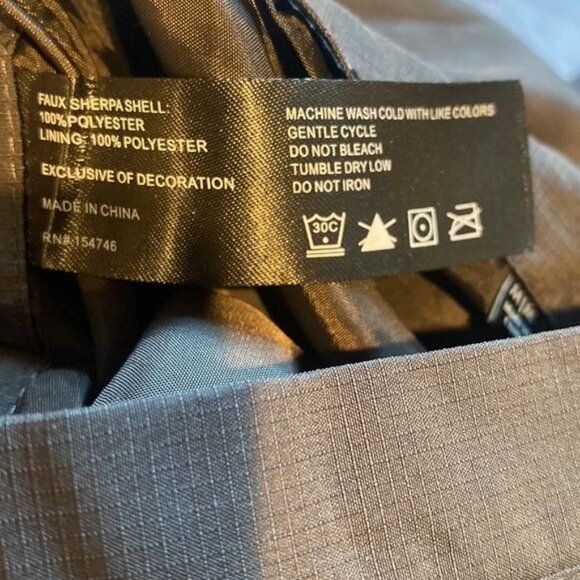 FAUX SHERPA SHELL:
100% POLYESTER
LINING: 100% POLYESTER
EXCLUSIVE OF DECORATION
MADE IN CHINA
RN# 154746
MACHINE WASH COLD WITH LIKE COLORS
GENTLE CYCLE
DO NOT BLEACH
TUMBLE DRY LOW
DO NOT IRON
30C